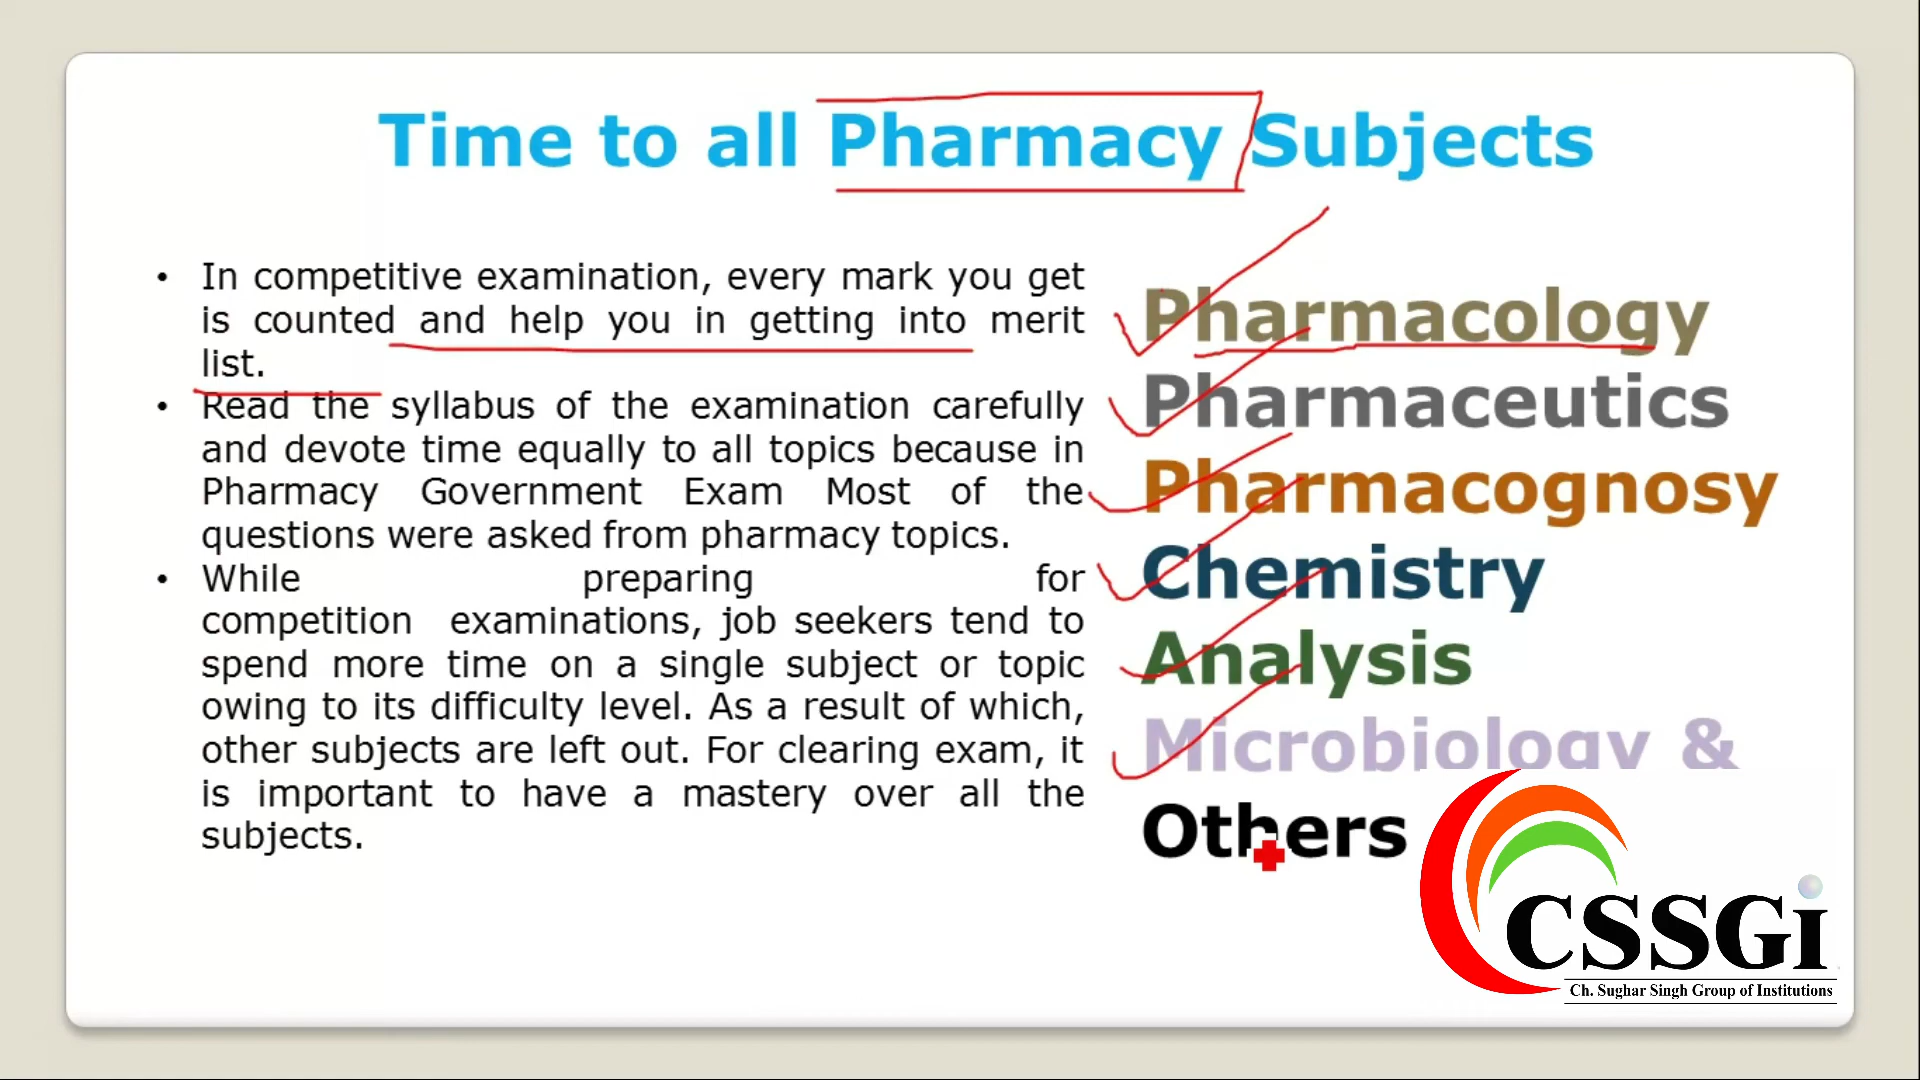 Time to all Pharmacy Subjects
• In competitive examination, every mark you get
is counted and help you in getting into merit
list.
• Read the syllabus of the examination carefully
and devote time equally to all topics because in
Pharmacy Government Exam Most of the
questions were asked from pharmacy topics.
• While preparing for
competition examinations, job seekers tend to
spend more time on a single subject or topic
owing to its difficulty level. As a result of which,
other subjects are left out. For clearing exam, it
is important to have a mastery over all the
subjects.
Pharmacology
Pharmaceutics
Pharmacognosy
Chemistry
Analysis
Microbiology &
Others
CSSGi
Ch. Sughar Singh Group of Institutions